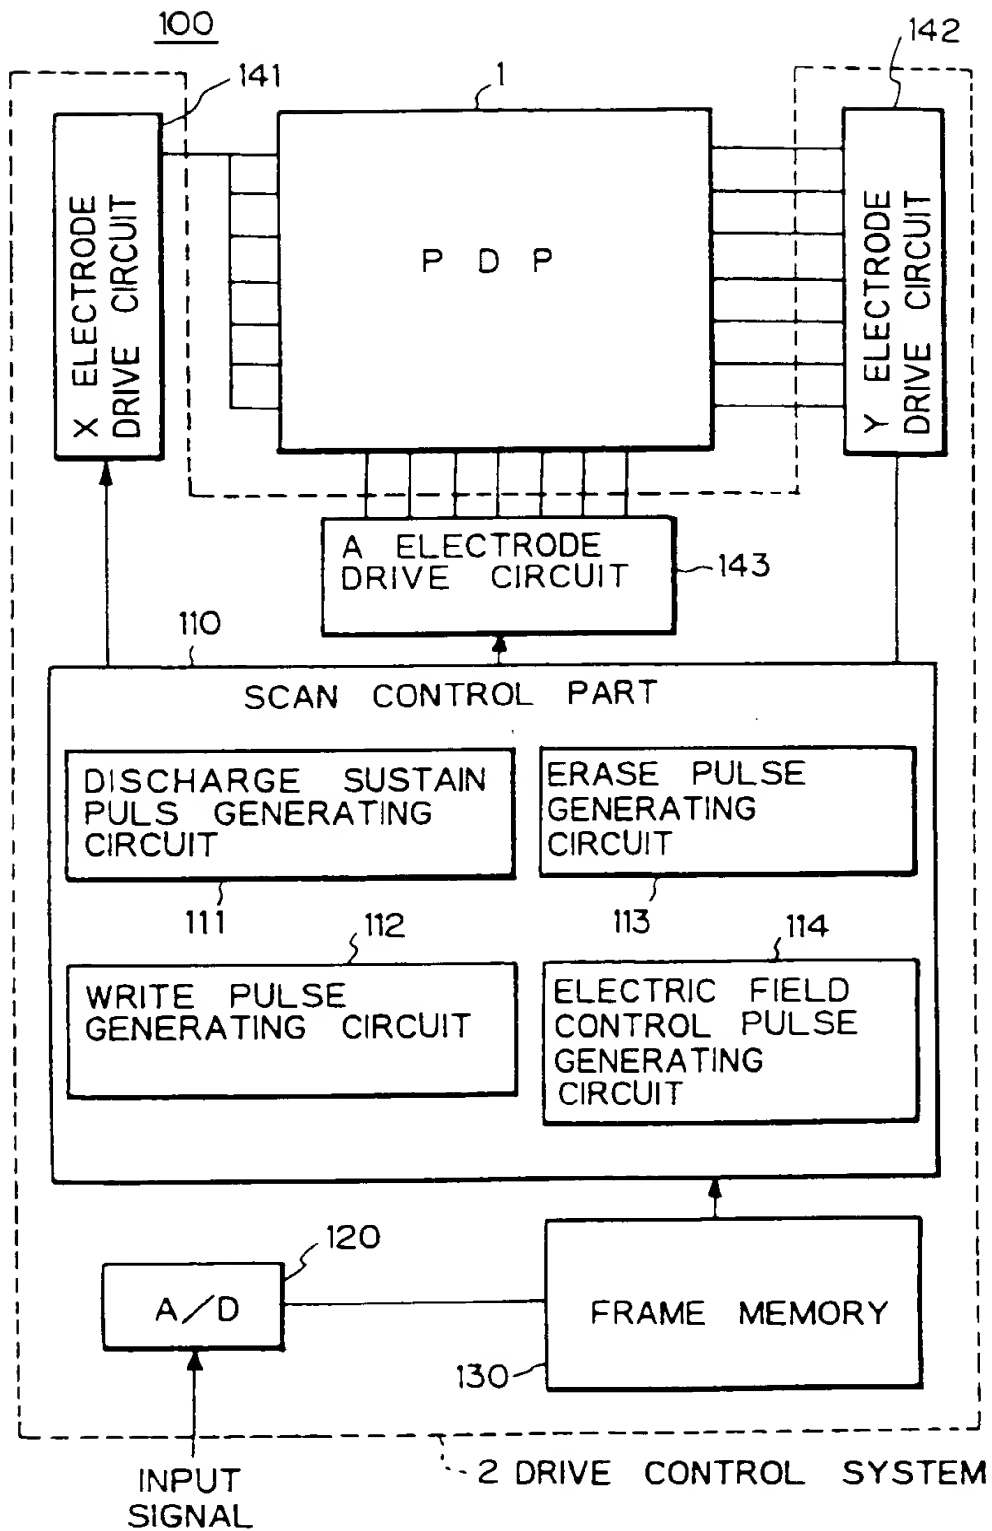 100
141
1
142
X ELECTRODE
DRIVE CIRCUIT
P D P
Y ELECTRODE
DRIVE CIRCUIT
A ELECTRODE
DRIVE CIRCUIT
143
110
SCAN CONTROL PART
DISCHARGE SUSTAIN
PULS GENERATING
CIRCUIT
111
ERASE PULSE
GENERATING
CIRCUIT
113
112
WRITE PULSE
GENERATING CIRCUIT
114
ELECTRIC FIELD
CONTROL PULSE
GENERATING
CIRCUIT
120
A/D
FRAME MEMORY
130
INPUT
SIGNAL
2 DRIVE CONTROL SYSTEM